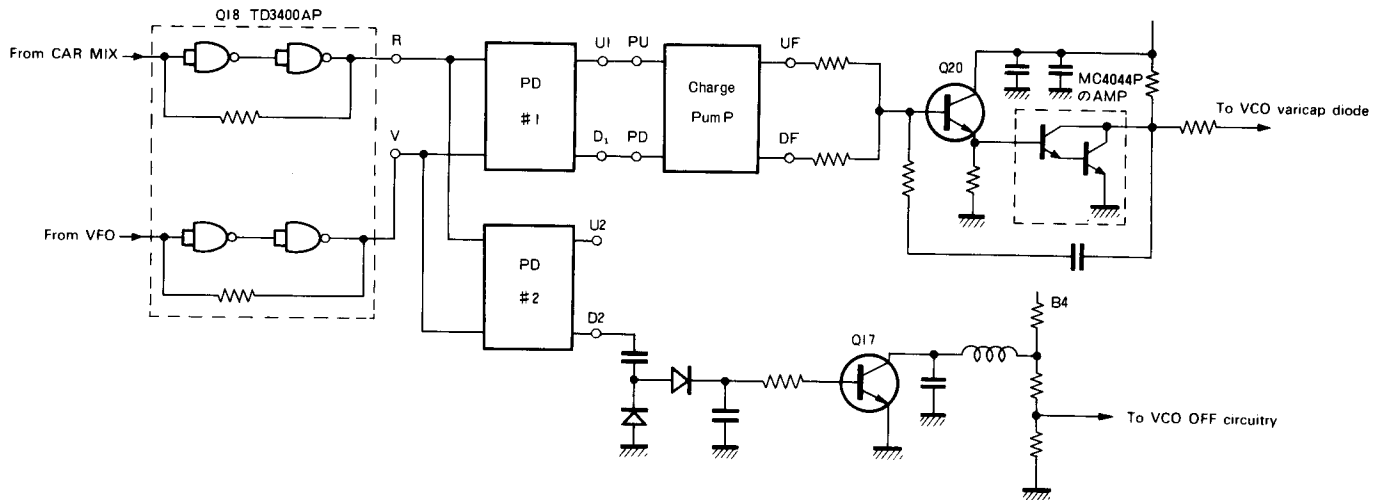 Q18 TD3400AP
From CAR MIX
R
V
From VFO
PD
#1
U1
PU
D1
PD
Charge
PumP
UF
DF
PD
#2
U2
D2
Q20
MC4044P
のAMP
To VCO varicap diode
Q17
B4
To VCO OFF circuitry